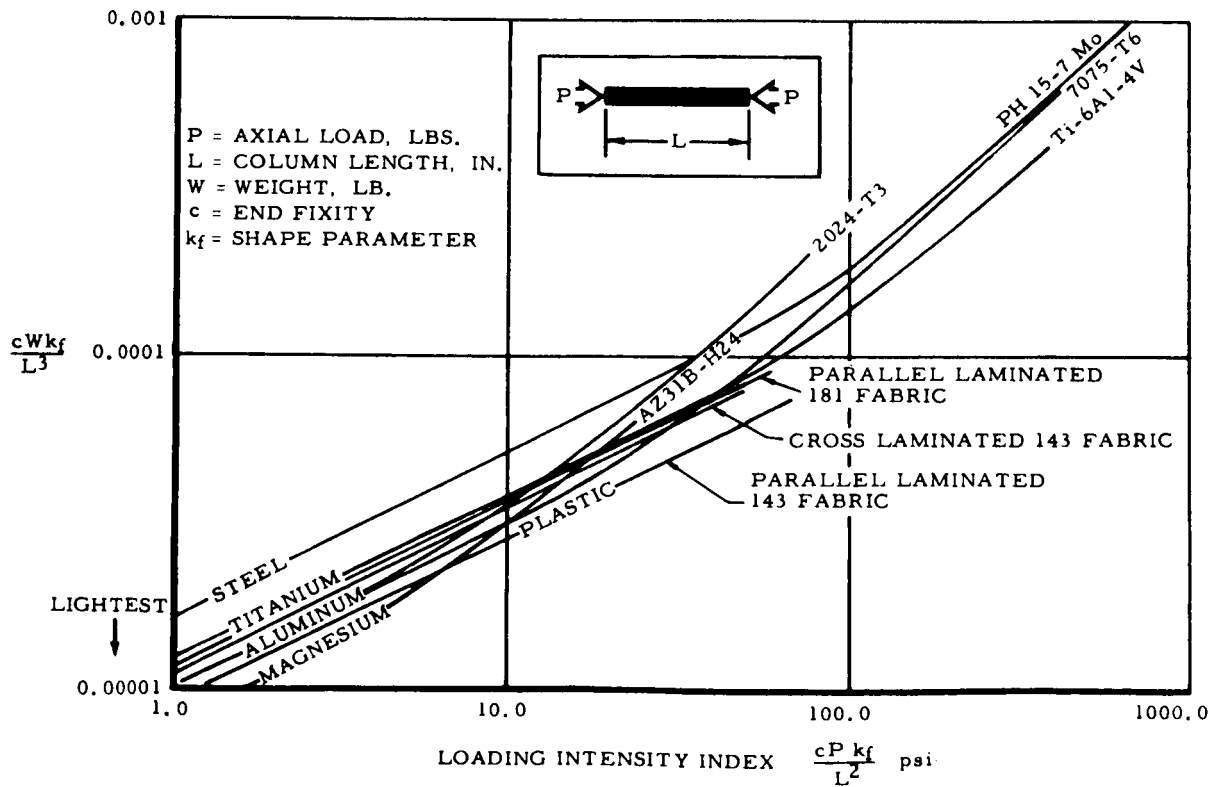 0.001
P
P
L
P = AXIAL LOAD, LBS.
L = COLUMN LENGTH, IN.
W = WEIGHT, LB.
c = END FIXITY
kf = SHAPE PARAMETER
PH 15-7 Mo
7075-T6
Ti-6Al-4V
2024-T3
AZ31B-H24
cWkf
L3
0.0001
PARALLEL LAMINATED
181 FABRIC
CROSS LAMINATED 143 FABRIC
PARALLEL LAMINATED
143 FABRIC
PLASTIC
STEEL
TITANIUM
ALUMINUM
MAGNESIUM
LIGHTEST
0.00001
1.0 10.0 100.0 1000.0
LOADING INTENSITY INDEX cP kf psi
L2